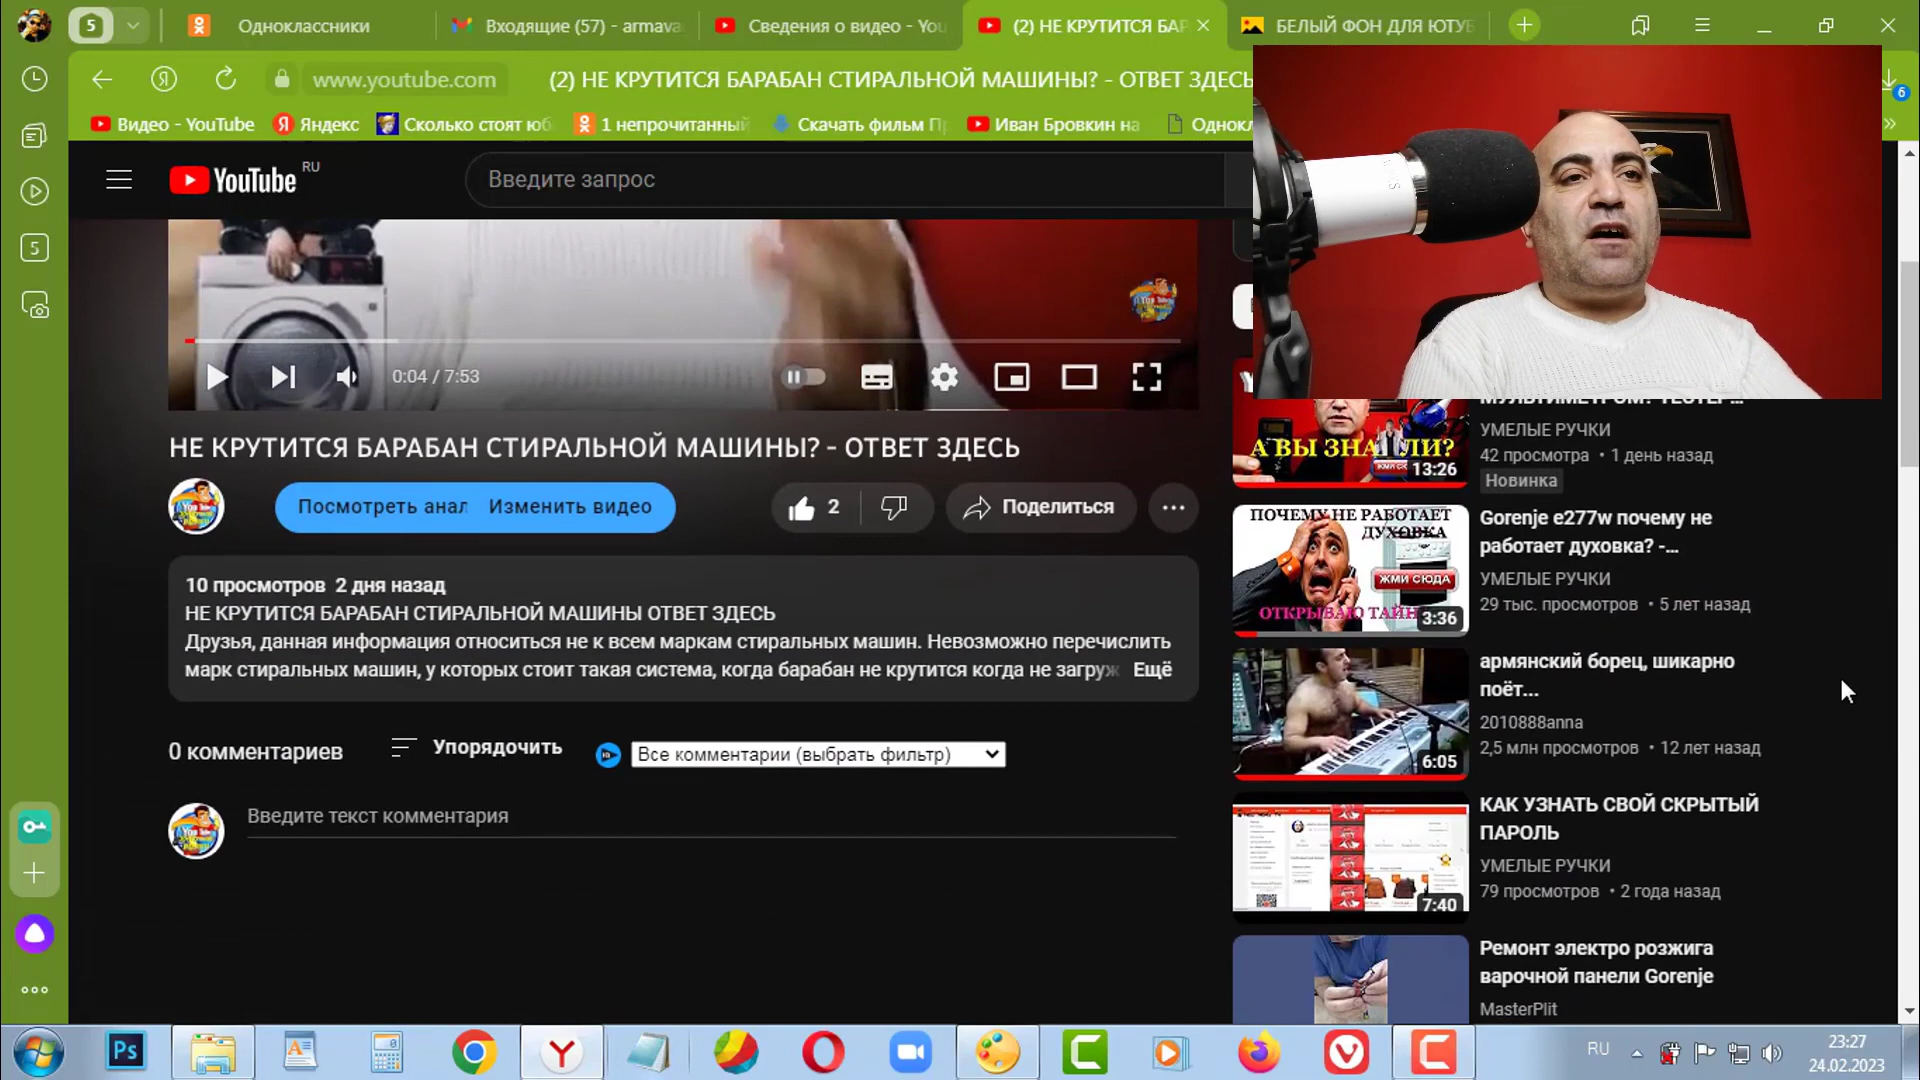 5
Одноклассники
Входящие (57) - armava
Сведения о видео - You
(2) НЕ КРУТИТСЯ БАР
БЕЛЫЙ ФОН ДЛЯ ЮТУБ
www.youtube.com
(2) НЕ КРУТИТСЯ БАРАБАН СТИРАЛЬНОЙ МАШИНЫ? - ОТВЕТ ЗДЕСЬ
6
Видео - YouTube
Яндекс
Сколько стоят юб
1 непрочитанный
Скачать фильм П
Иван Бровкин на
Однокл
YouTube
RU
Введите запрос
5
0:04 / 7:53
НЕ КРУТИТСЯ БАРАБАН СТИРАЛЬНОЙ МАШИНЫ? - ОТВЕТ ЗДЕСЬ
Посмотреть анал
Изменить видео
2
Поделиться
10 просмотров 2 дня назад
НЕ КРУТИТСЯ БАРАБАН СТИРАЛЬНОЙ МАШИНЫ ОТВЕТ ЗДЕСЬ
Друзья, данная информация относиться не к всем маркам стиральных машин. Невозможно перечислить
марк стиральных машин, у которых стоит такая система, когда барабан не крутится когда не загруж
Ещё
0 комментариев
Упорядочить
Все комментарии (выбрать фильтр)
Введите текст комментария
А ВЫ ЗНАЛИ?
13:26
УМЕЛЫЕ РУЧКИ
42 просмотра • 1 день назад
Новинка
ПОЧЕМУ НЕ РАБОТАЕТ
ДУХОВКА
ЖМИ СЮДА
ОТКРЫВАЮ ТАЙН
3:36
Gorenje e277w почему не
работает духовка? -...
УМЕЛЫЕ РУЧКИ
29 тыс. просмотров • 5 лет назад
6:05
армянский борец, шикарно
поёт...
2010888anna
2,5 млн просмотров • 12 лет назад
7:40
КАК УЗНАТЬ СВОЙ СКРЫТЫЙ
ПАРОЛЬ
УМЕЛЫЕ РУЧКИ
79 просмотров • 2 года назад
Ремонт электро розжига
варочной панели Gorenje
MasterPlit
Ps
RU
23:27
24.02.2023